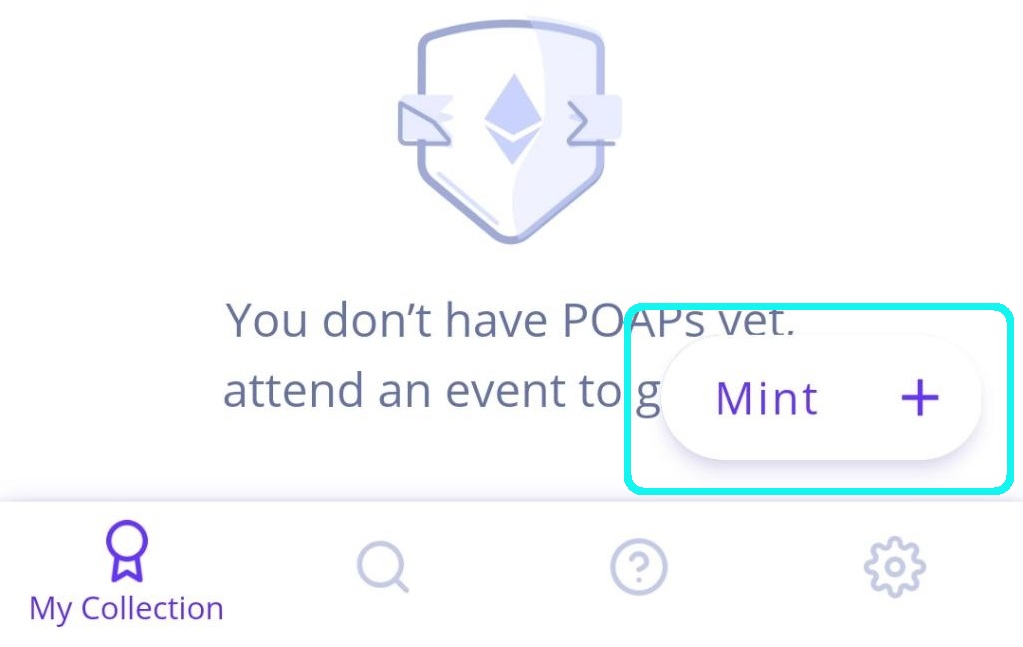 You don't have POAPs yet,
attend an event to g
Mint +
My Collection